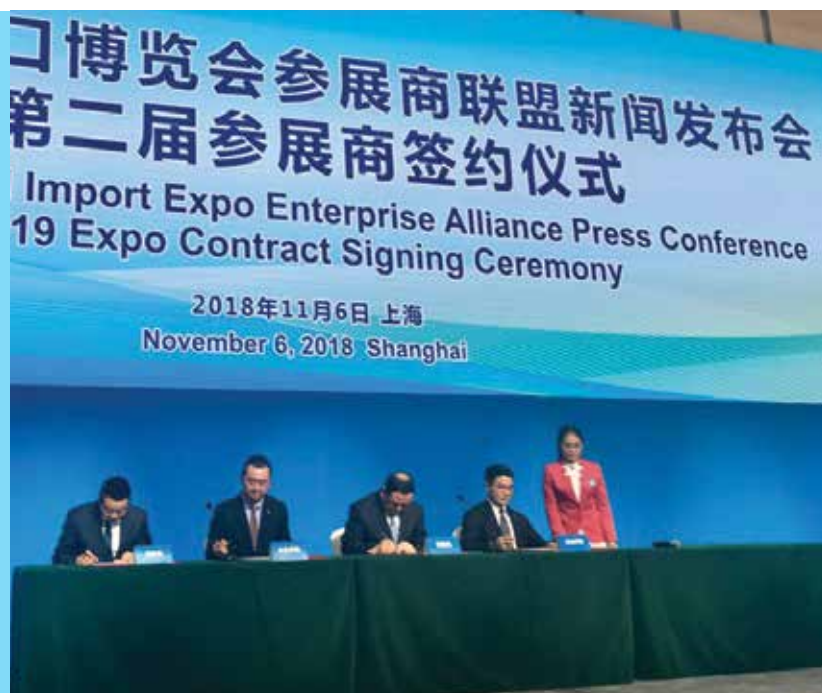 口博览会参展商联盟新闻发布会
第二届参展商签约仪式
Import Expo Enterprise Alliance Press Conference
19 Expo Contract Signing Ceremony
2018年11月6日 上海
November 6, 2018 Shanghai